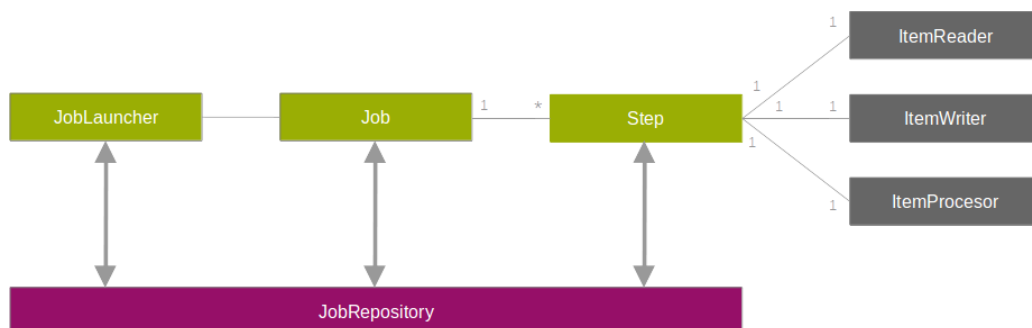 1
ItemReader
1
JobLauncher
Job
1
*
Step
1
1
ItemWriter
1
1
ItemProcesor
JobRepository